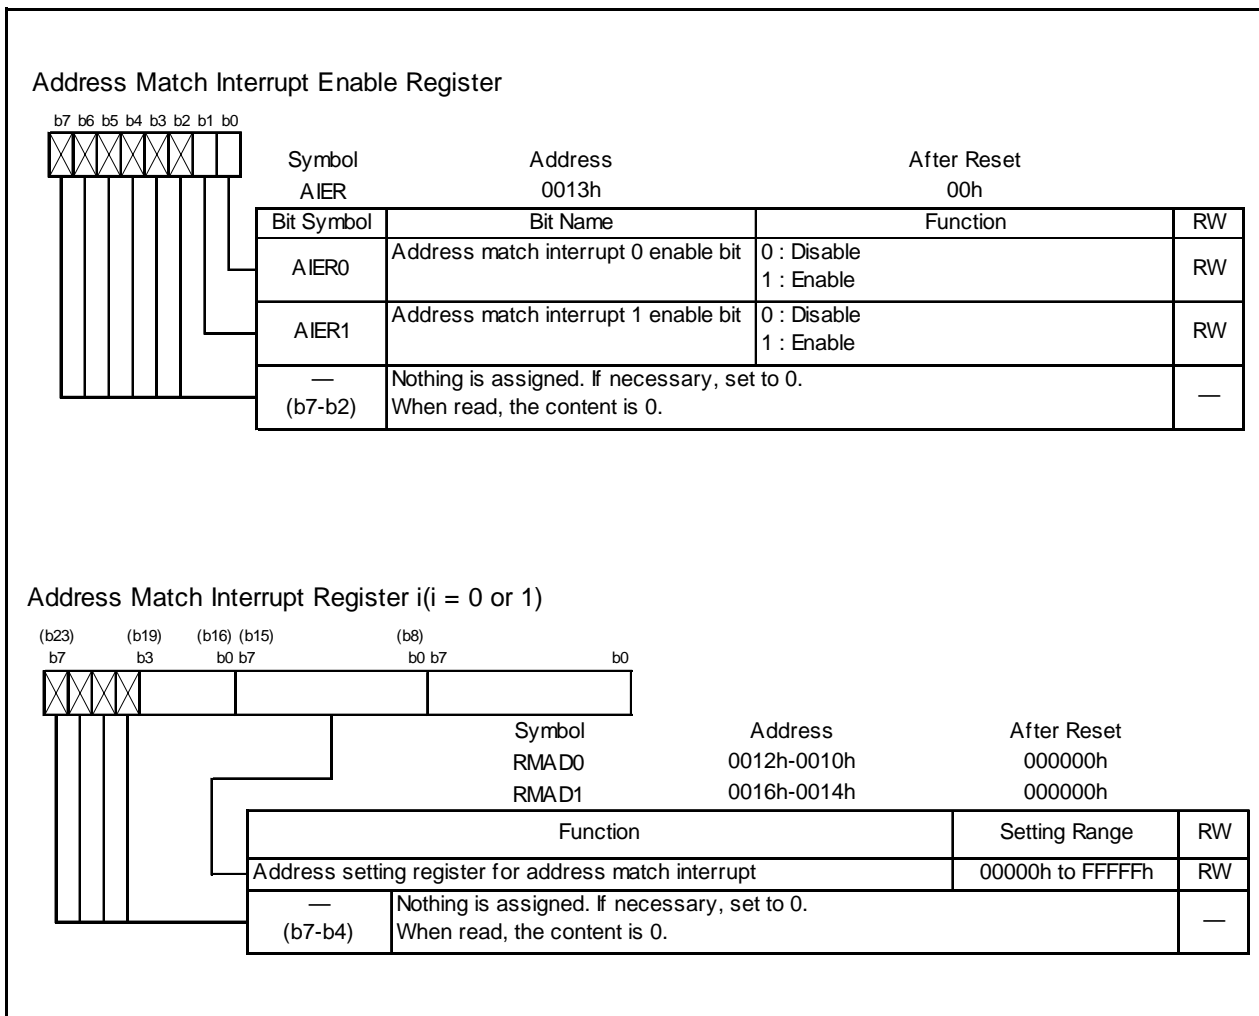 Address Match Interrupt Enable Register
b7 b6 b5 b4 b3 b2 b1 b0
Symbol Address After Reset
AIER 0013h 00h
Bit Symbol Bit Name Function RW
AIER0 Address match interrupt 0 enable bit 0 : Disable RW
1 : Enable
AIER1 Address match interrupt 1 enable bit 0 : Disable RW
1 : Enable
— Nothing is assigned. If necessary, set to 0. —
(b7-b2) When read, the content is 0.
Address Match Interrupt Register i(i = 0 or 1)
(b23) (b19) (b16) (b15) (b8)
b7 b3 b0 b7 b0 b7 b0
Symbol Address After Reset
RMAD0 0012h-0010h 000000h
RMAD1 0016h-0014h 000000h
Function Setting Range RW
Address setting register for address match interrupt 00000h to FFFFFh RW
— Nothing is assigned. If necessary, set to 0. —
(b7-b4) When read, the content is 0.